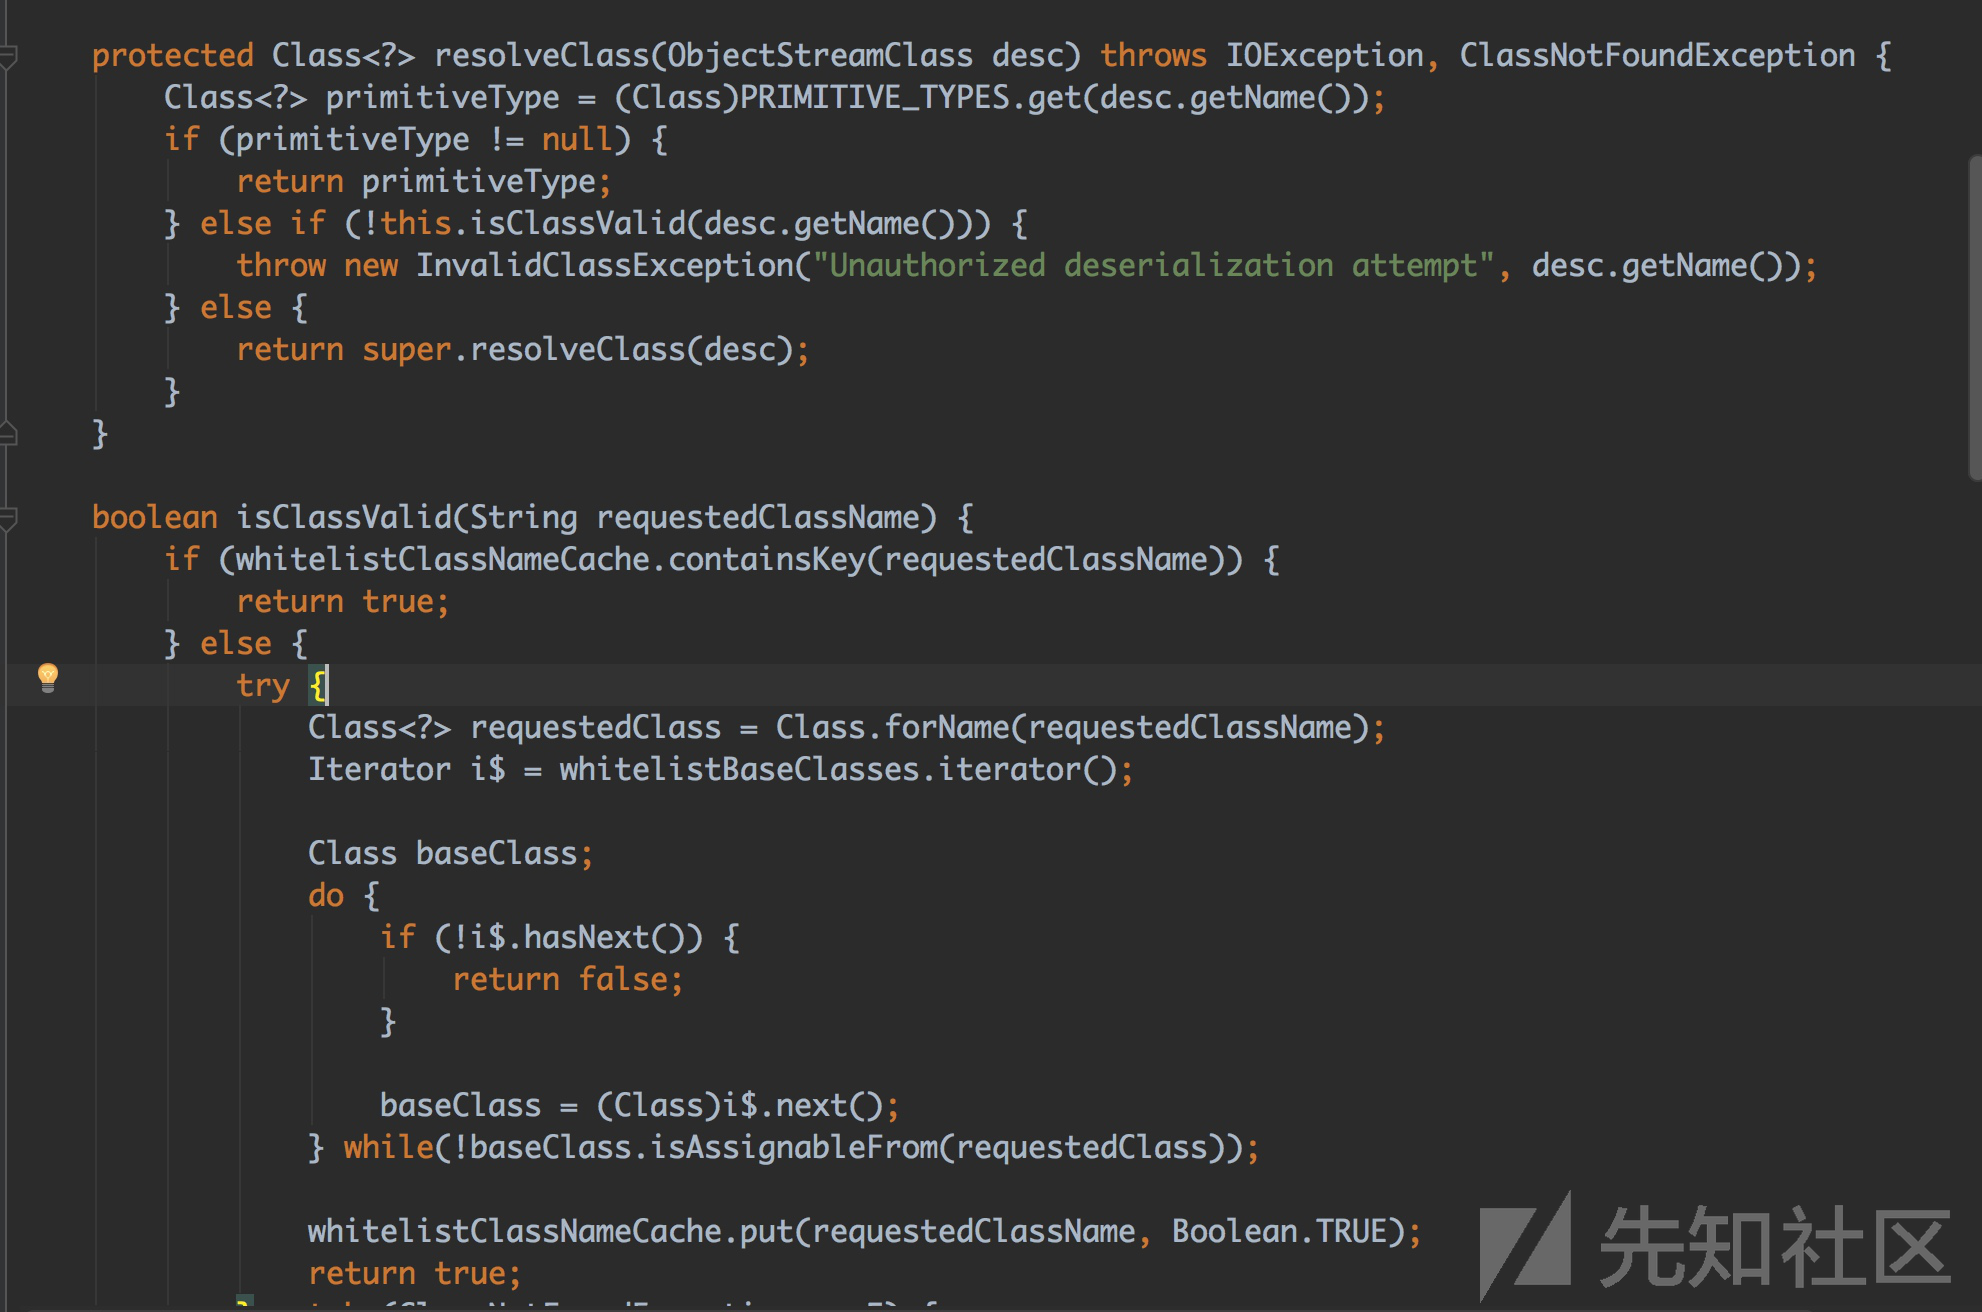 protected Class<?> resolveClass(ObjectStreamClass desc) throws IOException, ClassNotFoundException {
Class<?> primitiveType = (Class)PRIMITIVE_TYPES.get(desc.getName());
if (primitiveType != null) {
return primitiveType;
} else if (!this.isClassValid(desc.getName())) {
throw new InvalidClassException("Unauthorized deserialization attempt", desc.getName());
} else {
return super.resolveClass(desc);
}
}
boolean isClassValid(String requestedClassName) {
if (whitelistClassNameCache.containsKey(requestedClassName)) {
return true;
} else {
try {
Class<?> requestedClass = Class.forName(requestedClassName);
Iterator i$ = whitelistBaseClasses.iterator();
Class baseClass;
do {
if (!i$.hasNext()) {
return false;
}
baseClass = (Class)i$.next();
} while(!baseClass.isAssignableFrom(requestedClass));
whitelistClassNameCache.put(requestedClassName, Boolean.TRUE);
return true;
先知社区